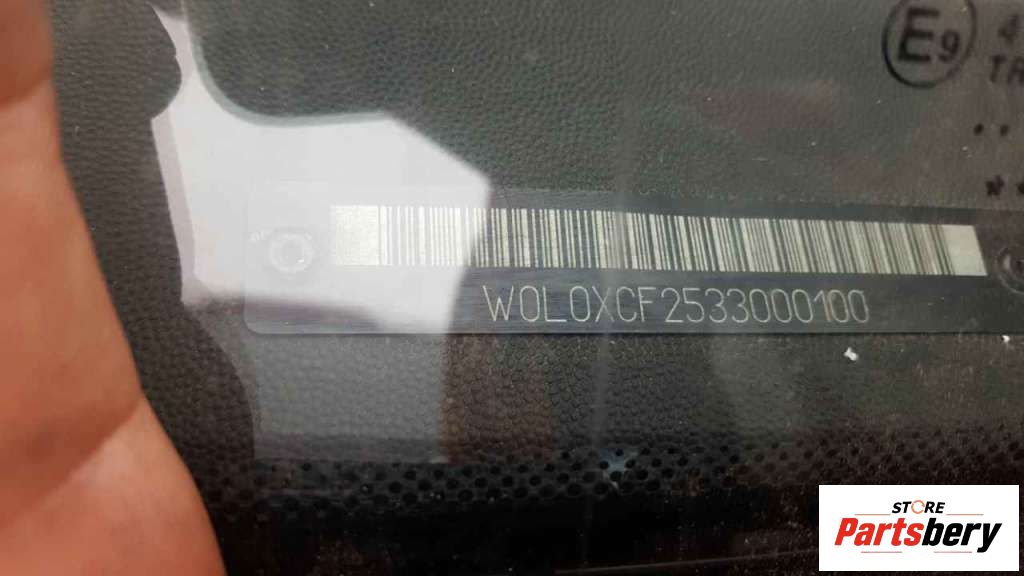 E9
W0L0XCF2533000100
STORE
Partsbery